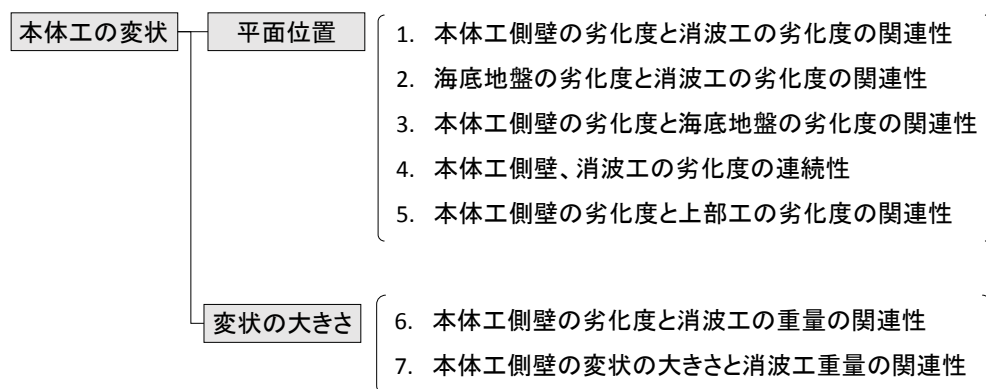 本体工の変状
平面位置
1. 本体工側壁の劣化度と消波工の劣化度の関連性
2. 海底地盤の劣化度と消波工の劣化度の関連性
3. 本体工側壁の劣化度と海底地盤の劣化度の関連性
4. 本体工側壁、消波工の劣化度の連続性
5. 本体工側壁の劣化度と上部工の劣化度の関連性
変状の大きさ
6. 本体工側壁の劣化度と消波工の重量の関連性
7. 本体工側壁の変状の大きさと消波工重量の関連性